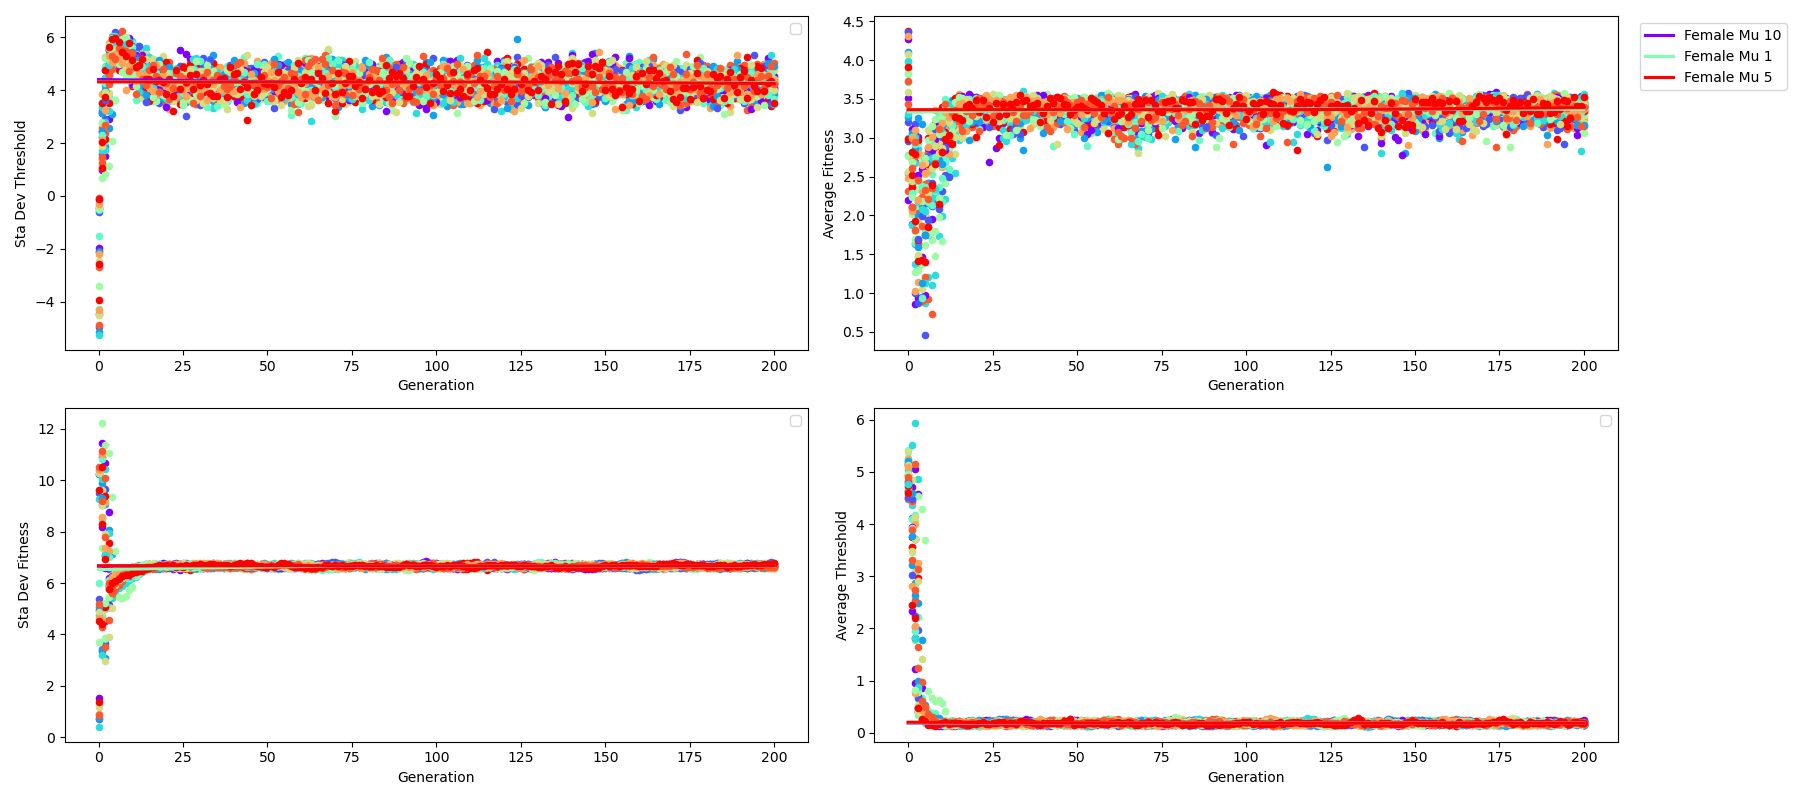 6
4
2
0
−2
−4
Sta Dev Threshold
0 25 50 75 100 125 150 175 200
Generation
4.5
4.0
3.5
3.0
2.5
2.0
1.5
1.0
0.5
Average Fitness
0 25 50 75 100 125 150 175 200
Generation
Female Mu 10
Female Mu 1
Female Mu 5
12
10
8
6
4
2
0
Sta Dev Fitness
0 25 50 75 100 125 150 175 200
Generation
6
5
4
3
2
1
0
Average Threshold
0 25 50 75 100 125 150 175 200
Generation